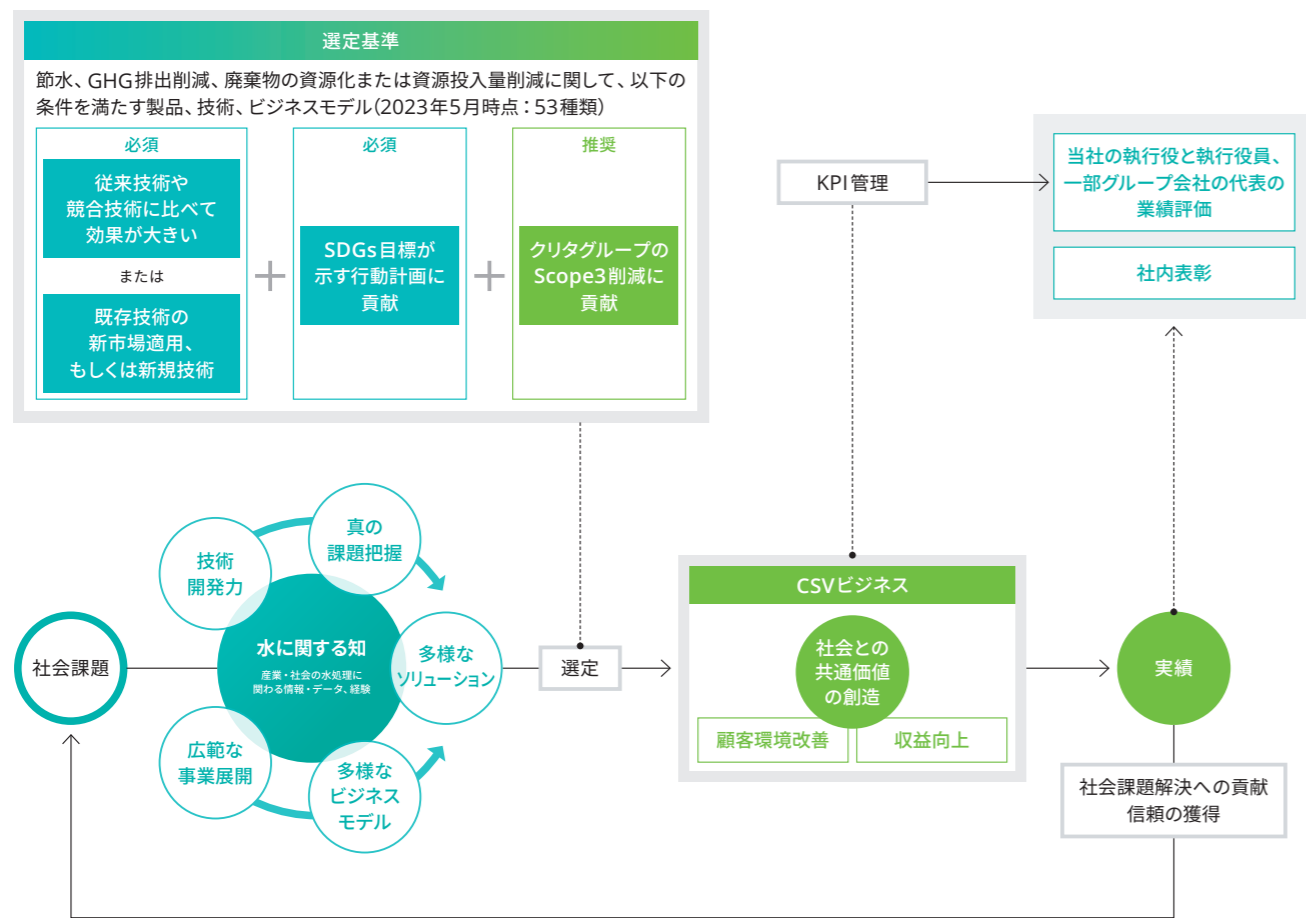 選定基準
節水、GHG排出削減、廃棄物の資源化または資源投入量削減に関して、以下の
条件を満たす製品、技術、ビジネスモデル(2023年5月時点：53種類)
必須
従来技術や
競合技術に比べて
効果が大きい
または
既存技術の
新市場適用、
もしくは新規技術
+
必須
SDGs目標が
示す行動計画に
貢献
+
推奨
クリタグループの
Scope3削減に
貢献
KPI管理
当社の執行役と執行役員、
一部グループ会社の代表の
業績評価
社内表彰
社会課題
技術
開発力
真の
課題把握
水に関する知
産業・社会の水処理に
関わる情報・データ、経験
多様な
ソリューション
広範な
事業展開
多様な
ビジネス
モデル
選定
CSVビジネス
社会との
共通価値
の創造
顧客環境改善
収益向上
実績
社会課題解決への貢献
信頼の獲得